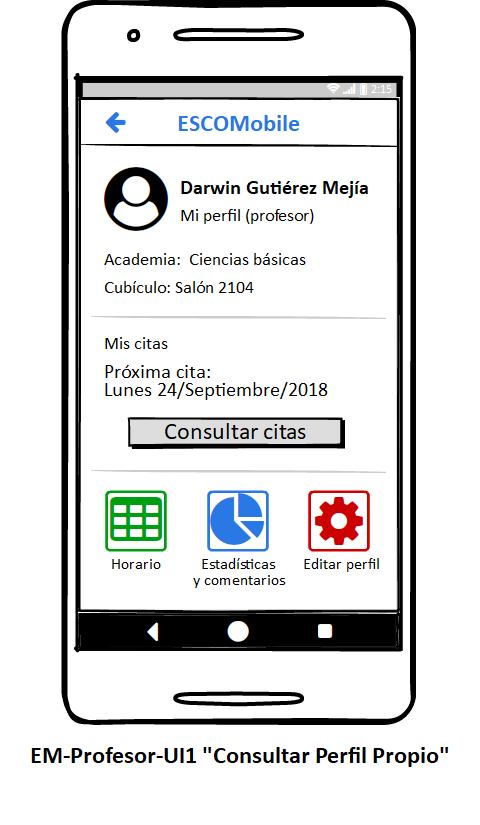 2:15
ESCOMobile
Darwin Gutiérez Mejía
Mi perfil (profesor)
Academia: Ciencias básicas
Cubículo: Salón 2104
Mis citas
Próxima cita:
Lunes 24/Septiembre/2018
Consultar citas
Horario
Estadísticas
y comentarios
Editar perfil
EM-Profesor-UI1 "Consultar Perfil Propio"